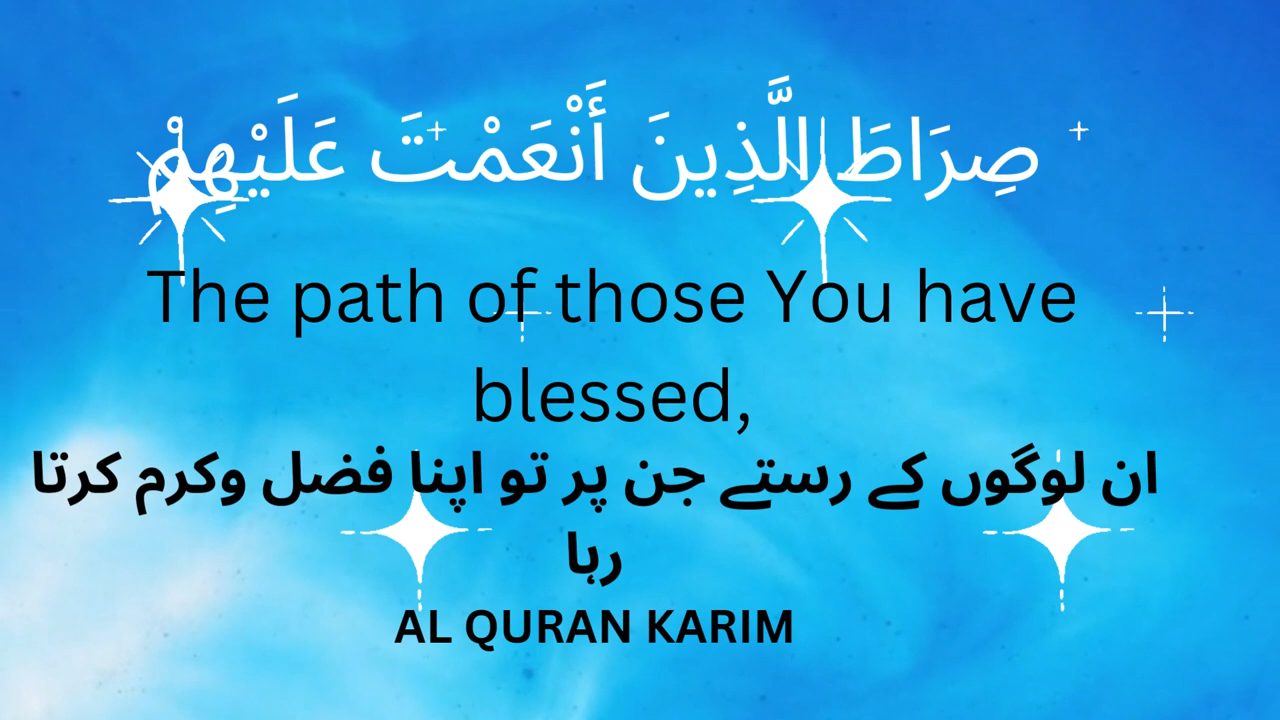 صِرَاطَ الَّذِينَ أَنْعَمْتَ عَلَيْهِمْ
The path of those You have
blessed,
ان لوگوں کے رستے جن پر تو اپنا فضل وکرم کرتا
رہا
AL QURAN KARIM